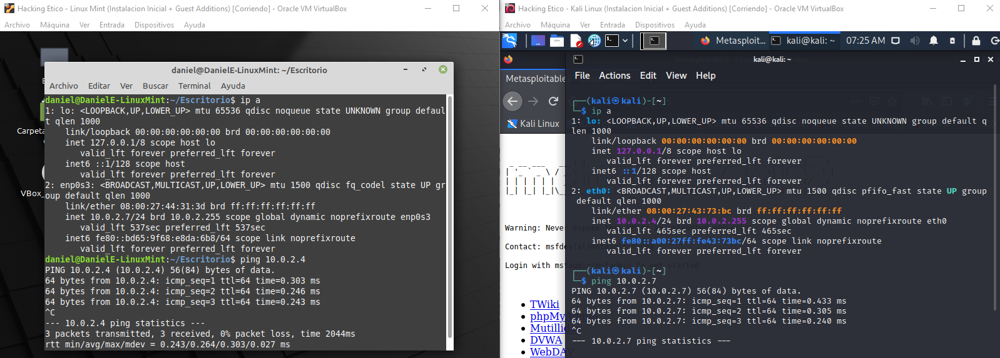 Hacking Etico - Linux Mint (Instalacion Inicial + Guest Additions) [Corriendo] - Oracle VM VirtualBox
Archivo Máquina Ver Entrada Dispositivos Ayuda
Carpeta
VBox_
daniel@DanielE-LinuxMint: ~/Escritorio
Archivo Editar Ver Buscar Terminal Ayuda
daniel@DanielE-LinuxMint:~/Escritorio$ ip a
1: lo: <LOOPBACK,UP,LOWER_UP> mtu 65536 qdisc noqueue state UNKNOWN group defaul
t qlen 1000
link/loopback 00:00:00:00:00:00 brd 00:00:00:00:00:00
inet 127.0.0.1/8 scope host lo
valid_lft forever preferred_lft forever
inet6 ::1/128 scope host
valid_lft forever preferred_lft forever
2: enp0s3: <BROADCAST,MULTICAST,UP,LOWER_UP> mtu 1500 qdisc fq_codel state UP gr
oup default qlen 1000
link/ether 08:00:27:44:31:3d brd ff:ff:ff:ff:ff:ff
inet 10.0.2.7/24 brd 10.0.2.255 scope global dynamic noprefixroute enp0s3
valid_lft 537sec preferred_lft 537sec
inet6 fe80::bd65:9f68:e8da:6b8/64 scope link noprefixroute
valid_lft forever preferred_lft forever
daniel@DanielE-LinuxMint:~/Escritorio$ ping 10.0.2.4
PING 10.0.2.4 (10.0.2.4) 56(84) bytes of data.
64 bytes from 10.0.2.4: icmp_seq=1 ttl=64 time=0.303 ms
64 bytes from 10.0.2.4: icmp_seq=2 ttl=64 time=0.246 ms
64 bytes from 10.0.2.4: icmp_seq=3 ttl=64 time=0.243 ms
^C
--- 10.0.2.4 ping statistics ---
3 packets transmitted, 3 received, 0% packet loss, time 2044ms
rtt min/avg/max/mdev = 0.243/0.264/0.303/0.027 ms
Hacking Etico - Kali Linux (Instalacion Inicial + Guest Additions) [Corriendo] - Oracle VM VirtualBox
Archivo Máquina Ver Entrada Dispositivos Ayuda
Metasploit... kali@kali: ~ 07:25 AM
Metasploitable
Kali Linux
Warning: Never expose
Contact: msfdev[at]
Login with msfadmin/msfadmin to get started
TWiki
phpMy
Mutillid
DVWA
WebDAV
kali@kali: ~
File Actions Edit View Help
┌──(kali㉿kali)-[~]
└─$ ip a
1: lo: <LOOPBACK,UP,LOWER_UP> mtu 65536 qdisc noqueue state UNKNOWN group default q
len 1000
link/loopback 00:00:00:00:00:00 brd 00:00:00:00:00:00
inet 127.0.0.1/8 scope host lo
valid_lft forever preferred_lft forever
inet6 ::1/128 scope host
valid_lft forever preferred_lft forever
2: eth0: <BROADCAST,MULTICAST,UP,LOWER_UP> mtu 1500 qdisc pfifo_fast state UP group
default qlen 1000
link/ether 08:00:27:43:73:bc brd ff:ff:ff:ff:ff:ff
inet 10.0.2.4/24 brd 10.0.2.255 scope global dynamic noprefixroute eth0
valid_lft 465sec preferred_lft 465sec
inet6 fe80::a00:27ff:fe43:73bc/64 scope link noprefixroute
valid_lft forever preferred_lft forever
┌──(kali㉿kali)-[~]
└─$ ping 10.0.2.7
PING 10.0.2.7 (10.0.2.7) 56(84) bytes of data.
64 bytes from 10.0.2.7: icmp_seq=1 ttl=64 time=0.433 ms
64 bytes from 10.0.2.7: icmp_seq=2 ttl=64 time=0.305 ms
64 bytes from 10.0.2.7: icmp_seq=3 ttl=64 time=0.240 ms
^C
--- 10.0.2.7 ping statistics ---